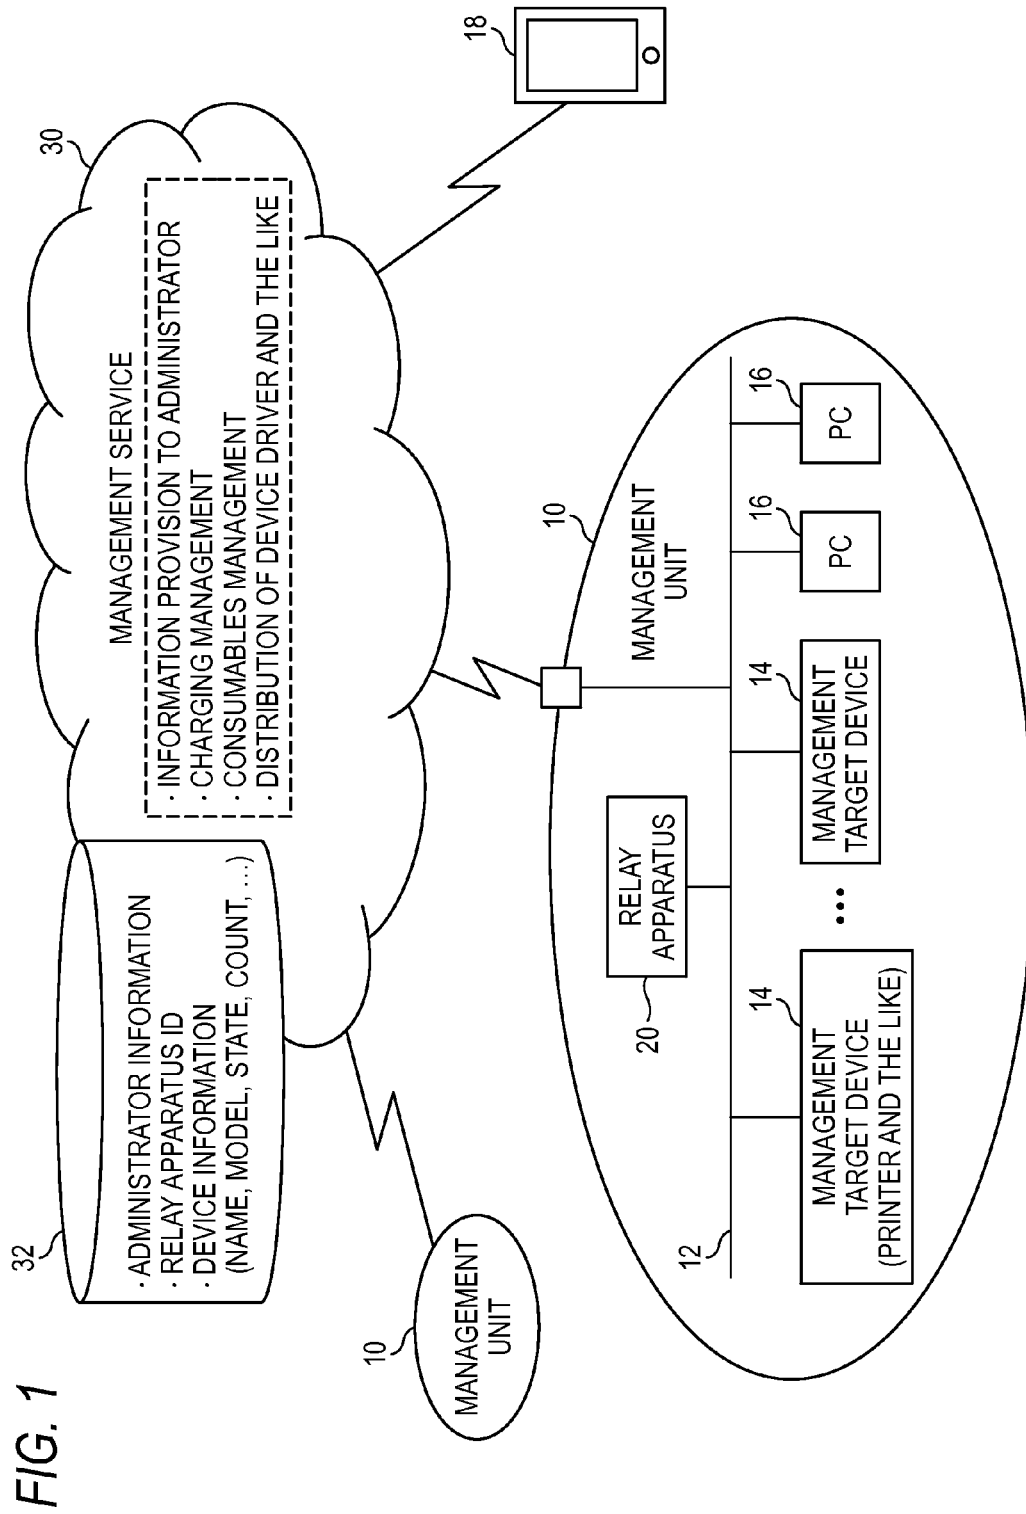 FIG. 1
32
· ADMINISTRATOR INFORMATION
· RELAY APPARATUS ID
· DEVICE INFORMATION
(NAME, MODEL, STATE, COUNT, ...)
30
MANAGEMENT SERVICE
· INFORMATION PROVISION TO ADMINISTRATOR
· CHARGING MANAGEMENT
· CONSUMABLES MANAGEMENT
· DISTRIBUTION OF DEVICE DRIVER AND THE LIKE
18
10
MANAGEMENT
UNIT
10
MANAGEMENT
UNIT
20
RELAY
APPARATUS
12
14
MANAGEMENT
TARGET DEVICE
(PRINTER AND THE LIKE)
...
14
MANAGEMENT
TARGET DEVICE
16
PC
16
PC